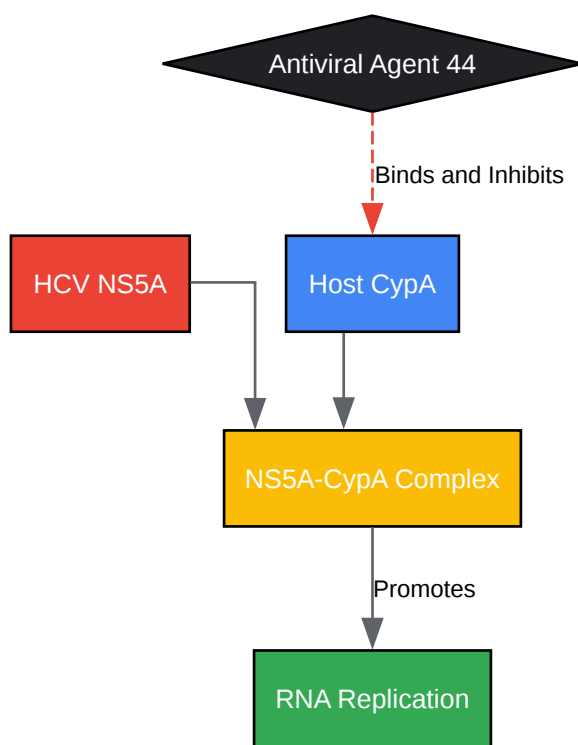 Antiviral Agent 44
Binds and Inhibits
HCV NS5A
Host CypA
NS5A-CypA Complex
Promotes
RNA Replication